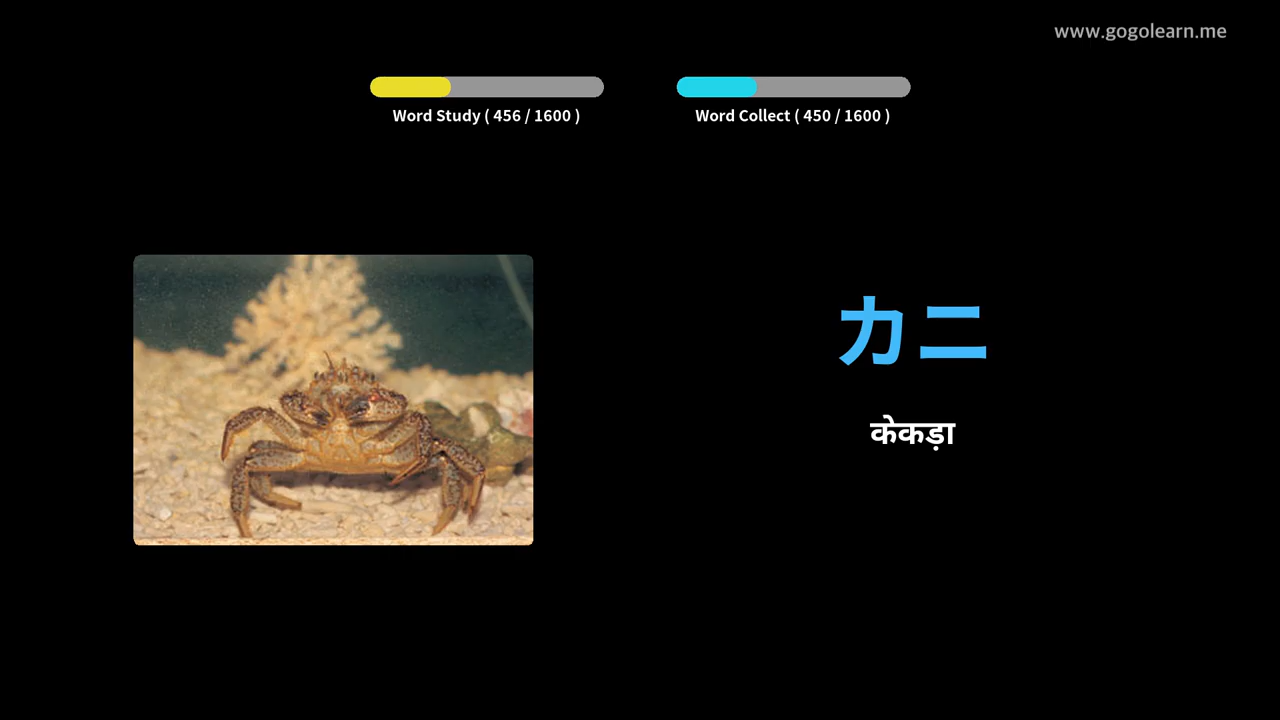 www.gogolearn.me
Word Study ( 456 / 1600 )
Word Collect ( 450 / 1600 )
カニ
केकड़ा